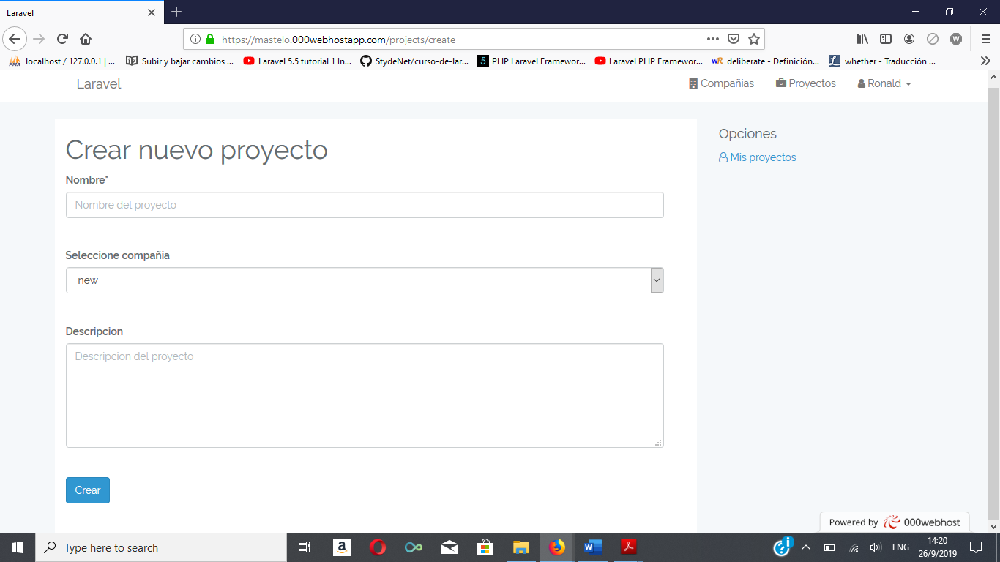 Laravel
https://mastelo.000webhostapp.com/projects/create
localhost / 127.0.0.1 | ...
Subir y bajar cambios ...
Laravel 5.5 tutorial 1 In...
StydeNet/curso-de-lar...
PHP Laravel Framewor...
Laravel PHP Framewor...
deliberate - Definición...
whether - Traducción ...
Laravel
Compañias
Proyectos
Ronald
Crear nuevo proyecto
Nombre*
Nombre del proyecto
Seleccione compañia
new
Descripcion
Descripcion del proyecto
Crear
Opciones
Mis proyectos
Powered by 000webhost
Type here to search
ENG
14:20
26/9/2019